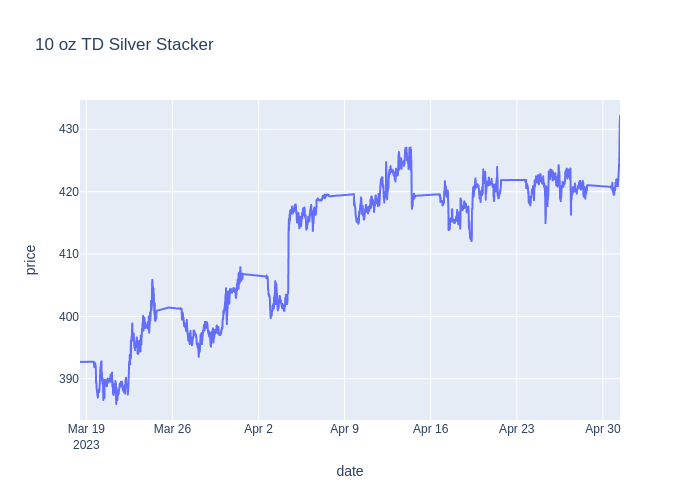 10 oz TD Silver Stacker
price
430
420
410
400
390
Mar 19
2023
Mar 26
Apr 2
Apr 9
Apr 16
Apr 23
Apr 30
date